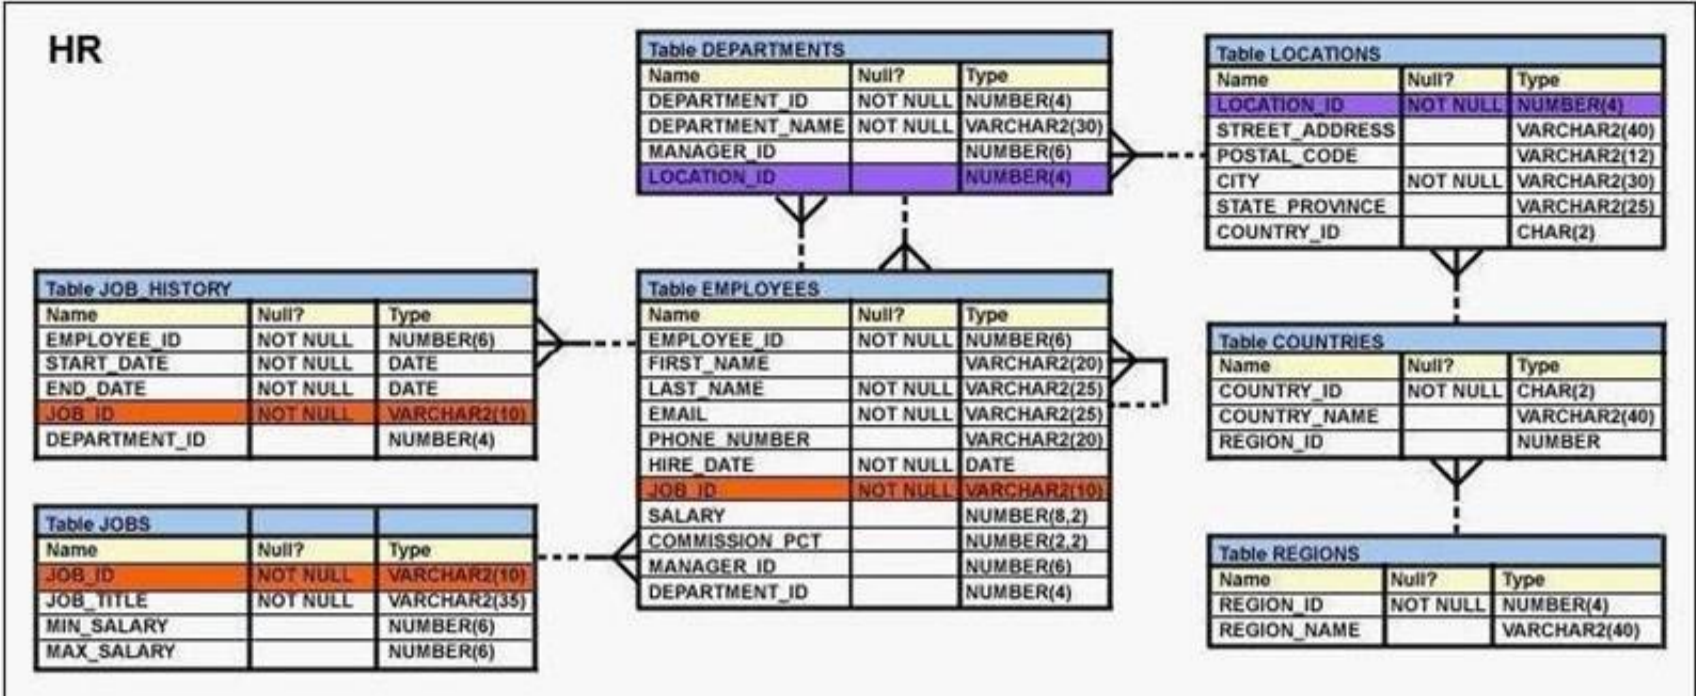 HR
Table DEPARTMENTS
Name Null? Type
DEPARTMENT_ID NOT NULL NUMBER(4)
DEPARTMENT_NAME NOT NULL VARCHAR2(30)
MANAGER_ID NUMBER(6)
LOCATION_ID NUMBER(4)
Table LOCATIONS
Name Null? Type
LOCATION_ID NOT NULL NUMBER(4)
STREET_ADDRESS VARCHAR2(40)
POSTAL_CODE VARCHAR2(12)
CITY NOT NULL VARCHAR2(30)
STATE_PROVINCE VARCHAR2(25)
COUNTRY_ID CHAR(2)
Table JOB_HISTORY
Name Null? Type
EMPLOYEE_ID NOT NULL NUMBER(6)
START_DATE NOT NULL DATE
END_DATE NOT NULL DATE
JOB_ID NOT NULL VARCHAR2(10)
DEPARTMENT_ID NUMBER(4)
Table EMPLOYEES
Name Null? Type
EMPLOYEE_ID NOT NULL NUMBER(6)
FIRST_NAME VARCHAR2(20)
LAST_NAME NOT NULL VARCHAR2(25)
EMAIL NOT NULL VARCHAR2(25)
PHONE_NUMBER VARCHAR2(20)
HIRE_DATE NOT NULL DATE
JOB_ID NOT NULL VARCHAR2(10)
SALARY NUMBER(8,2)
COMMISSION_PCT NUMBER(2,2)
MANAGER_ID NUMBER(6)
DEPARTMENT_ID NUMBER(4)
Table COUNTRIES
Name Null? Type
COUNTRY_ID NOT NULL CHAR(2)
COUNTRY_NAME VARCHAR2(40)
REGION_ID NUMBER
Table JOBS
Name Null? Type
JOB_ID NOT NULL VARCHAR2(10)
JOB_TITLE NOT NULL VARCHAR2(35)
MIN_SALARY NUMBER(6)
MAX_SALARY NUMBER(6)
Table REGIONS
Name Null? Type
REGION_ID NOT NULL NUMBER(4)
REGION_NAME VARCHAR2(40)